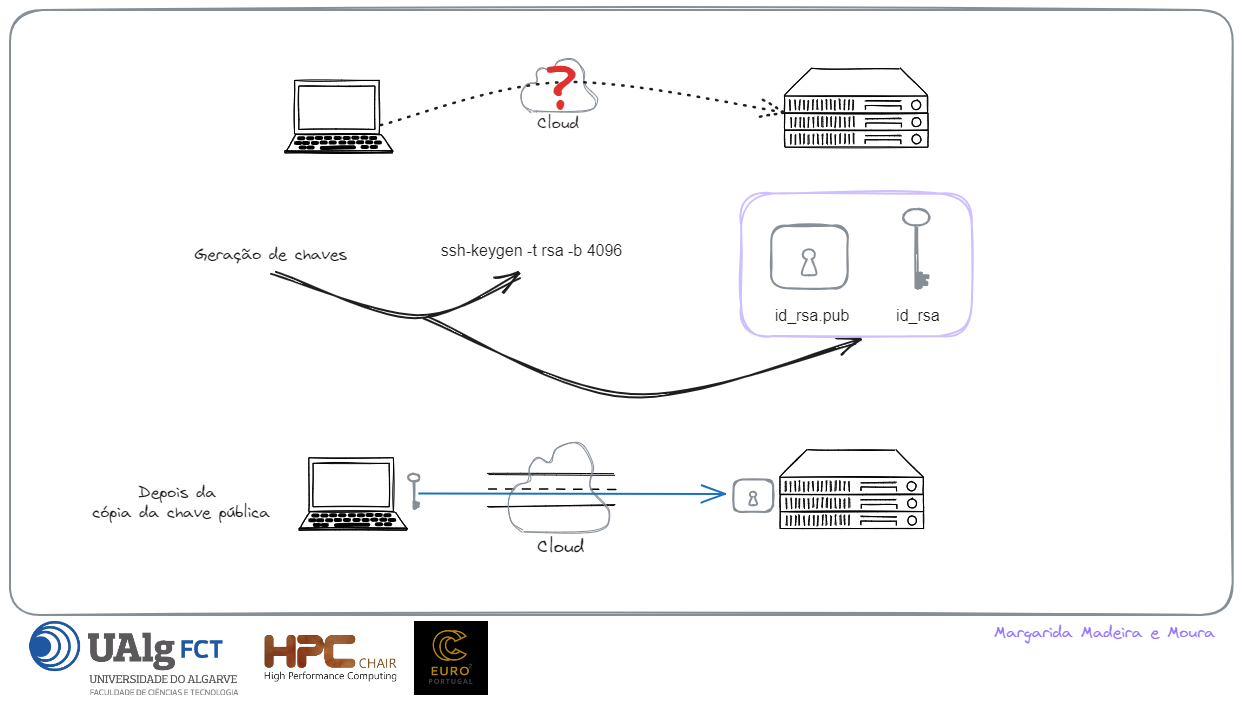 ?
Cloud
Geração de chaves
ssh-keygen -t rsa -b 4096
id_rsa.pub
id_rsa
Depois da
cópia da chave pública
Cloud
Margarida Madeira e Moura
UAlg FCT
UNIVERSIDADE DO ALGARVE
FACULDADE DE CIÊNCIAS E TECNOLOGIA
HPC CHAIR
High Performance Computing
EURO²
PORTUGAL